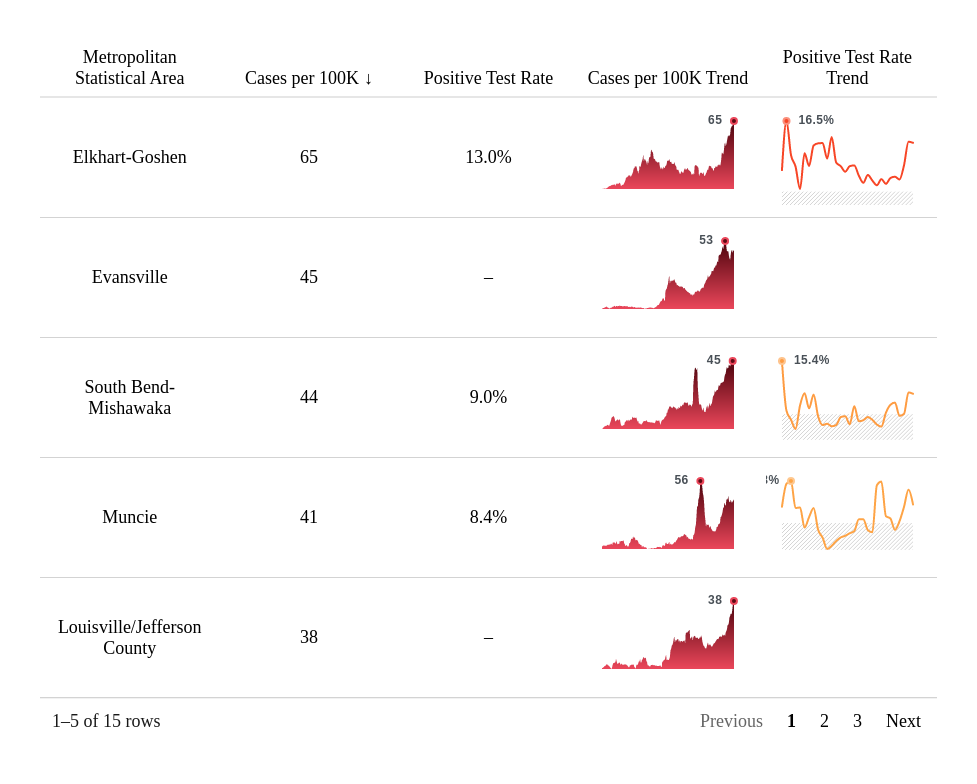 Metropolitan
Statistical Area
Cases per 100K ↓
Positive Test Rate
Cases per 100K Trend
Positive Test Rate
Trend
Elkhart-Goshen
65
13.0%
65
16.5%
Evansville
45
–
53
South Bend-
Mishawaka
44
9.0%
45
15.4%
Muncie
41
8.4%
56
%
Louisville/Jefferson
County
38
–
38
1–5 of 15 rows
Previous 1 2 3 Next